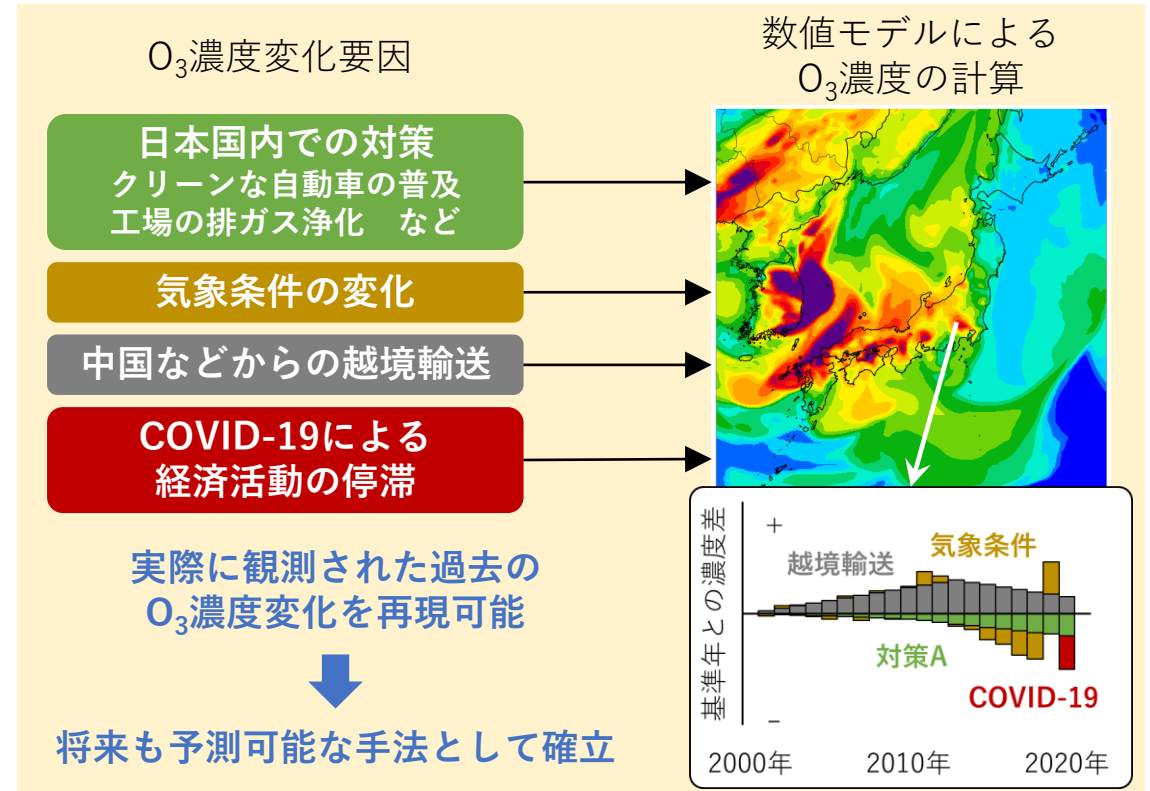 O₃濃度変化要因
日本国内での対策
クリーンな自動車の普及
工場の排ガス浄化　など
気象条件の変化
中国などからの越境輸送
COVID-19による
経済活動の停滞
実際に観測された過去の
O₃濃度変化を再現可能
将来も予測可能な手法として確立
数値モデルによる
O₃濃度の計算
基準年との濃度差
+
−
越境輸送
気象条件
対策A
COVID-19
2000年
2010年
2020年